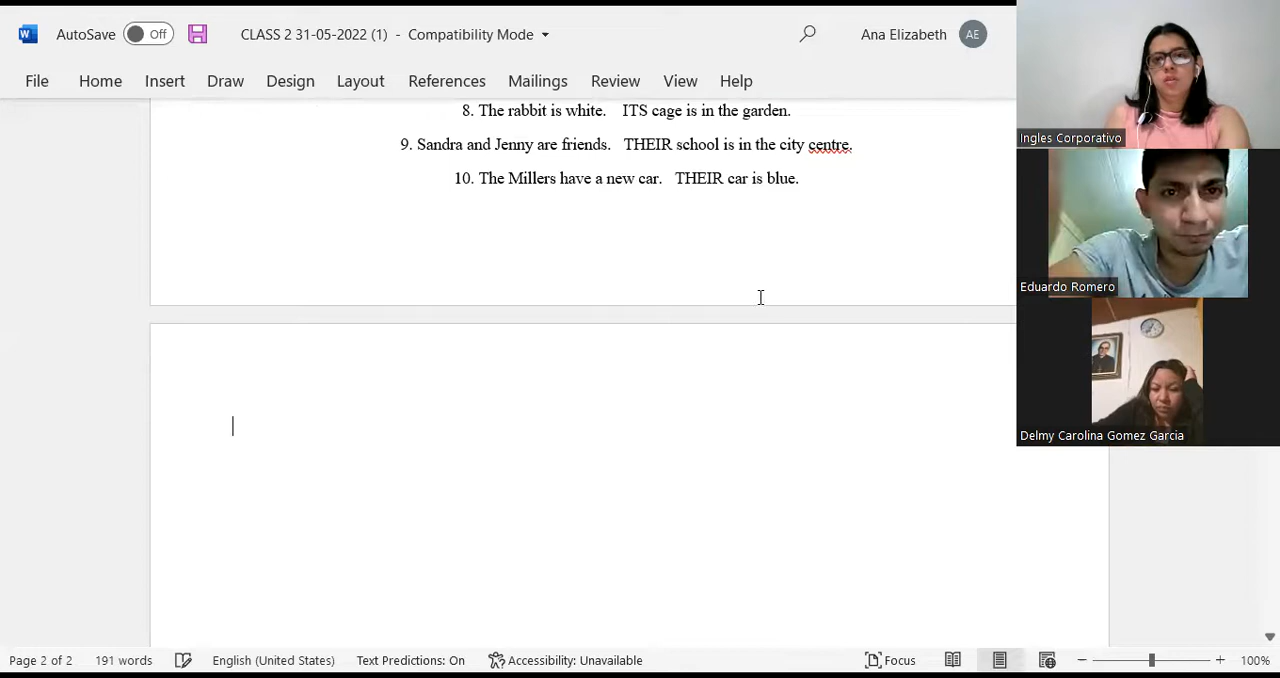 AutoSave Off CLASS 2 31-05-2022 (1) - Compatibility Mode Ana Elizabeth AE
File Home Insert Draw Design Layout References Mailings Review View Help
8. The rabbit is white. ITS cage is in the garden.
9. Sandra and Jenny are friends. THEIR school is in the city centre.
10. The Millers have a new car. THEIR car is blue.
Ingles Corporativo
Eduardo Romero
Delmy Carolina Gomez Garcia
Page 2 of 2 191 words English (United States) Text Predictions: On Accessibility: Unavailable Focus 100%